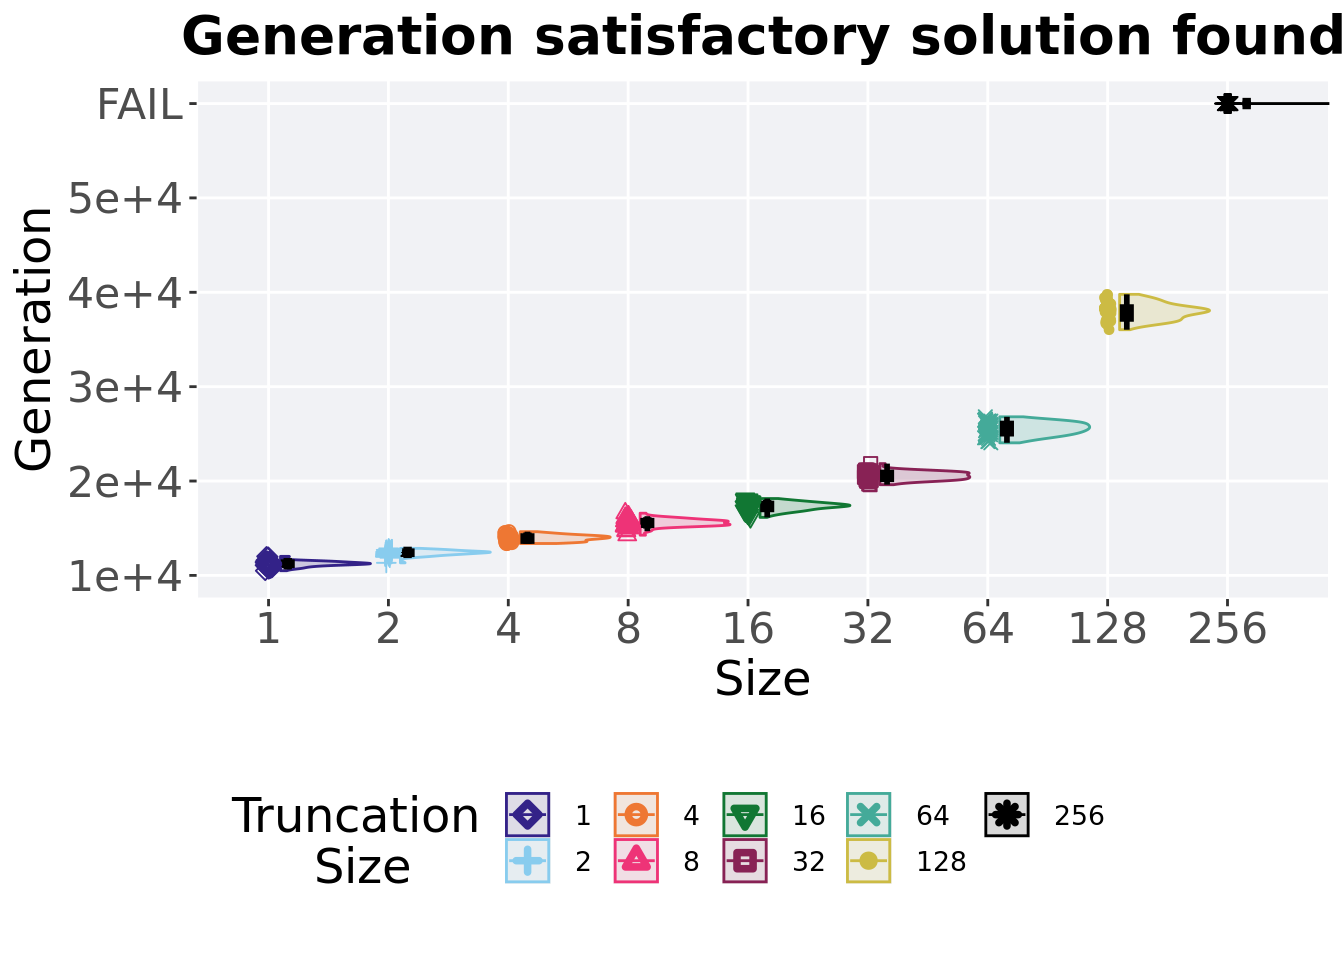 Generation satisfactory solution found
FAIL
5e+4
4e+4
3e+4
2e+4
1e+4
Generation
1 2 4 8 16 32 64 128 256
Size
Truncation
Size
1 4 16 64 256
2 8 32 128